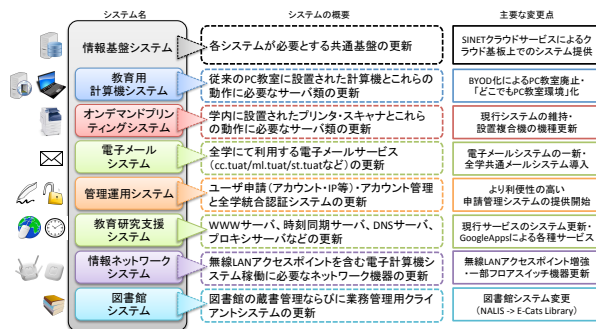 システム名
システムの概要
主要な変更点
情報基盤システム
各システムが必要とする共通基盤の更新
SINETクラウドサービスによるク
ラウド基板上でのシステム提供
教育用
計算機システム
従来のPC教室に設置された計算機とこれらの
動作に必要なサーバ類の更新
BYOD化によるPC教室廃止・
「どこでもPC教室環境」化
オンデマンドプリン
ティングシステム
学内に設置されたプリンタ・スキャナとこれら
の動作に必要なサーバ類の更新
現行システムの維持・
設置複合機の機種更新
電子メール
システム
全学にて利用する電子メールサービス
(cc.tuat/ml.tuat/st.tuatなど)の更新
電子メールシステムの一新・
全学共通メールシステム導入
管理運用システム
ユーザ申請(アカウント・IP等)・アカウント管理
と全学統合認証システムの更新
より利便性の高い
申請管理システムの提供開始
教育研究支援
システム
WWWサーバ、時刻同期サーバ、DNSサーバ、
プロキシサーバなどの更新
現行サービスのシステム更新・
GoogleAppsによる各種サービス
情報ネットワーク
システム
無線LANアクセスポイントを含む電子計算機シ
ステム稼働に必要なネットワーク機器の更新
無線LANアクセスポイント増強
・一部フロアスイッチ機器更新
図書館
システム
図書館の蔵書管理ならびに業務管理用クライ
アントシステムの更新
図書館システム変更
(NALIS -> E-Cats Library)